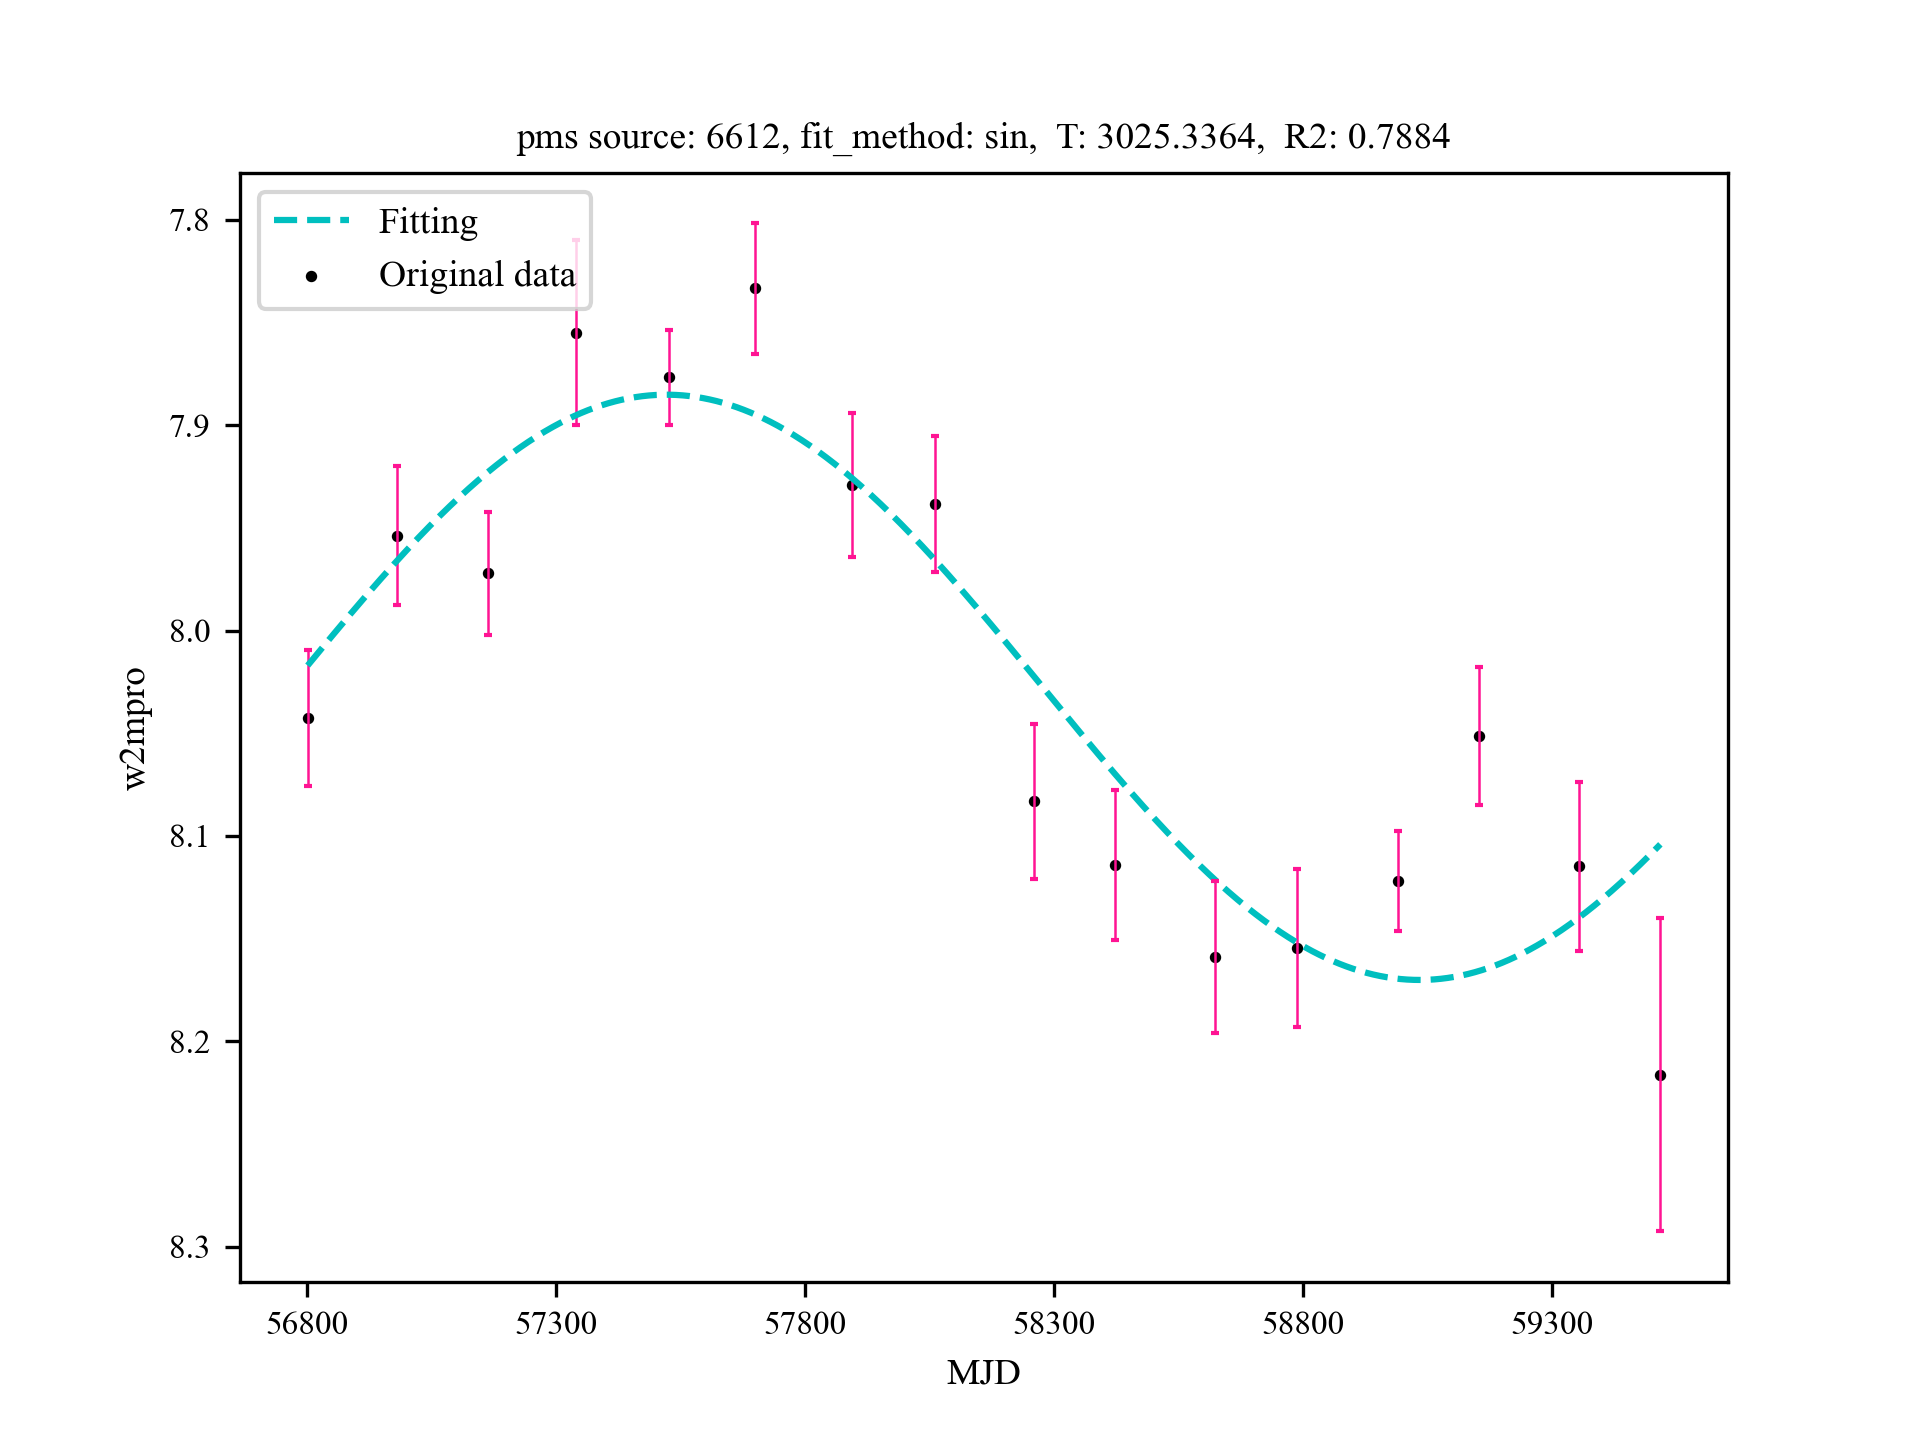 pms source: 6612, fit_method: sin,  T: 3025.3364,  R2: 0.7884
Fitting
Original data
7.8
7.9
8.0
8.1
8.2
8.3
w2mpro
56800 57300 57800 58300 58800 59300
MJD